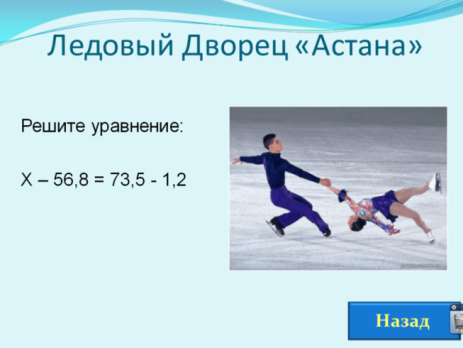 Ледовый Дворец «Астана»
Решите уравнение:
Х – 56,8 = 73,5 - 1,2
Назад